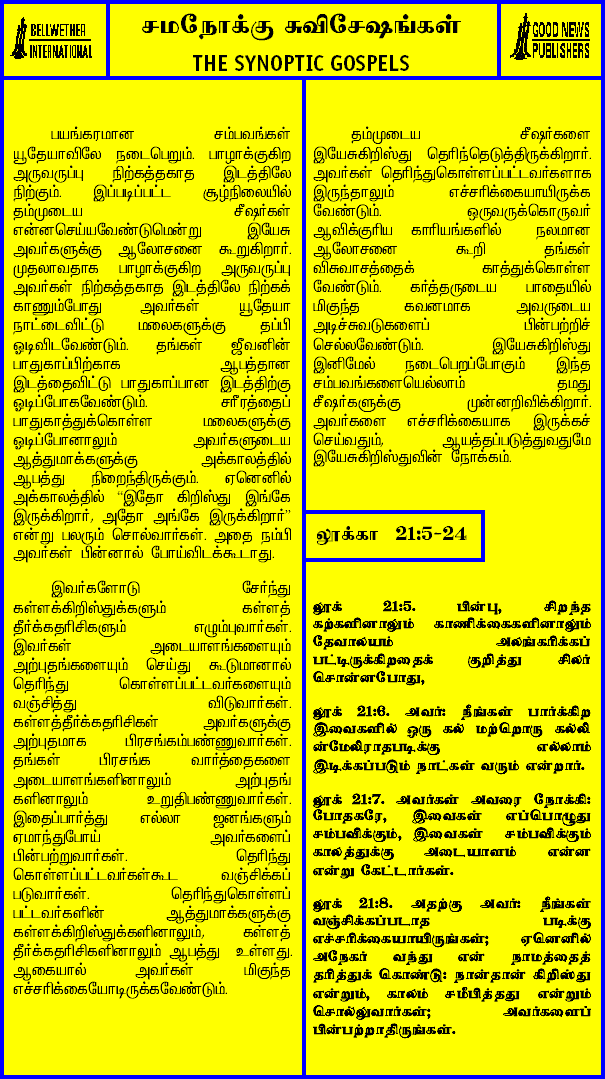 BELLWETHER
INTERNATIONAL
சமநோக்கு சுவிசேஷங்கள்
THE SYNOPTIC GOSPELS
GOOD NEWS
PUBLISHERS
பயங்கரமான சம்பவங்கள்
யூதேயாவிலே நடைபெறும். பாழாக்குகிற
அருவருப்பு நிற்கத்தகாத இடத்திலே
நிற்கும். இப்படிப்பட்ட சூழ்நிலையில்
தம்முடைய சீஷர்கள்
என்னசெய்யவேண்டுமென்று இயேசு
அவர்களுக்கு ஆலோசனை கூறுகிறார்.
முதலாவதாக பாழாக்குகிற அருவருப்பு
அவர்கள் நிற்கத்தகாத இடத்திலே நிற்கக்
காணும்போது அவர்கள் யூதேயா
நாட்டைவிட்டு மலைகளுக்கு தப்பி
ஓடிவிடவேண்டும். தங்கள் ஜீவனின்
பாதுகாப்பிற்காக ஆபத்தான
இடத்தைவிட்டு பாதுகாப்பான இடத்திற்கு
ஓடிப்போகவேண்டும். சரீரத்தைப்
பாதுகாத்துக்கொள்ள மலைகளுக்கு
ஓடிப்போனாலும் அவர்களுடைய
ஆத்துமாக்களுக்கு அக்காலத்தில்
ஆபத்து நிறைந்திருக்கும். ஏனெனில்
அக்காலத்தில் “இதோ கிறிஸ்து இங்கே
இருக்கிறார், அதோ அங்கே இருக்கிறார்”
என்று பலரும் சொல்வார்கள். அதை நம்பி
அவர்கள் பின்னால் போய்விடக்கூடாது.
இவர்களோடு சேர்ந்து
கள்ளக்கிறிஸ்துக்களும் கள்ளத்
தீர்க்கதரிசிகளும் எழும்புவார்கள்.
இவர்கள் அடையாளங்களையும்
அற்புதங்களையும் செய்து கூடுமானால்
தெரிந்து கொள்ளப்பட்டவர்களையும்
வஞ்சித்து விடுவார்கள்.
கள்ளத்தீர்க்கதரிசிகள் அவர்களுக்கு
அற்புதமாக பிரசங்கம்பண்ணுவார்கள்.
தங்கள் பிரசங்க வார்த்தைகளை
அடையாளங்களினாலும் அற்புதங்
களினாலும் உறுதிபண்ணுவார்கள்.
இதைப்பார்த்து எல்லா ஜனங்களும்
ஏமாந்துபோய் அவர்களைப்
பின்பற்றுவார்கள். தெரிந்து
கொள்ளப்பட்டவர்கள்கூட வஞ்சிக்கப்
படுவார்கள். தெரிந்துகொள்ளப்
பட்டவர்களின் ஆத்துமாக்களுக்கு
கள்ளக்கிறிஸ்துக்களினாலும், கள்ளத்
தீர்க்கதரிசிகளினாலும் ஆபத்து உள்ளது.
ஆகையால் அவர்கள் மிகுந்த
எச்சரிக்கையோடிருக்கவேண்டும்.
தம்முடைய சீஷர்களை
இயேசுகிறிஸ்து தெரிந்தெடுத்திருக்கிறார்.
அவர்கள் தெரிந்துகொள்ளப்பட்டவர்களாக
இருந்தாலும் எச்சரிக்கையாயிருக்க
வேண்டும். ஒருவருக்கொருவர்
ஆவிக்குரிய காரியங்களில் நலமான
ஆலோசனை கூறி தங்கள்
விசுவாசத்தைக் காத்துக்கொள்ள
வேண்டும். கர்த்தருடைய பாதையில்
மிகுந்த கவனமாக அவருடைய
அடிச்சுவடுகளைப் பின்பற்றிச்
செல்லவேண்டும். இயேசுகிறிஸ்து
இனிமேல் நடைபெறப்போகும் இந்த
சம்பவங்களையெல்லாம் தமது
சீஷர்களுக்கு முன்னறிவிக்கிறார்.
அவர்களை எச்சரிக்கையாக இருக்கச்
செய்வதும், ஆயத்தப்படுத்துவதுமே
இயேசுகிறிஸ்துவின் நோக்கம்.
லூக்கா 21:5-24
லூக் 21:5. பின்பு, சிறந்த
கற்களினாலும் காணிக்கைகளினாலும்
தேவாலயம் அலங்கரிக்கப்
பட்டிருக்கிறதைக் குறித்து சிலர்
சொன்னபோது,
லூக் 21:6. அவர்: நீங்கள் பார்க்கிற
இவைகளில் ஒரு கல் மற்றொரு கல்லி
ன்மேலிராதபடிக்கு எல்லாம்
இடிக்கப்படும் நாட்கள் வரும் என்றார்.
லூக் 21:7. அவர்கள் அவரை நோக்கி:
போதகரே, இவைகள் எப்பொழுது
சம்பவிக்கும், இவைகள் சம்பவிக்கும்
காலத்துக்கு அடையாளம் என்ன
என்று கேட்டார்கள்.
லூக் 21:8. அதற்கு அவர்: நீங்கள்
வஞ்சிக்கப்படாத படிக்கு
எச்சரிக்கையாயிருங்கள்; ஏனெனில்
அநேகர் வந்து என் நாமத்தைத்
தரித்துக் கொண்டு: நான்தான் கிறிஸ்து
என்றும், காலம் சமீபித்தது என்றும்
சொல்லுவார்கள்; அவர்களைப்
பின்பற்றாதிருங்கள்.